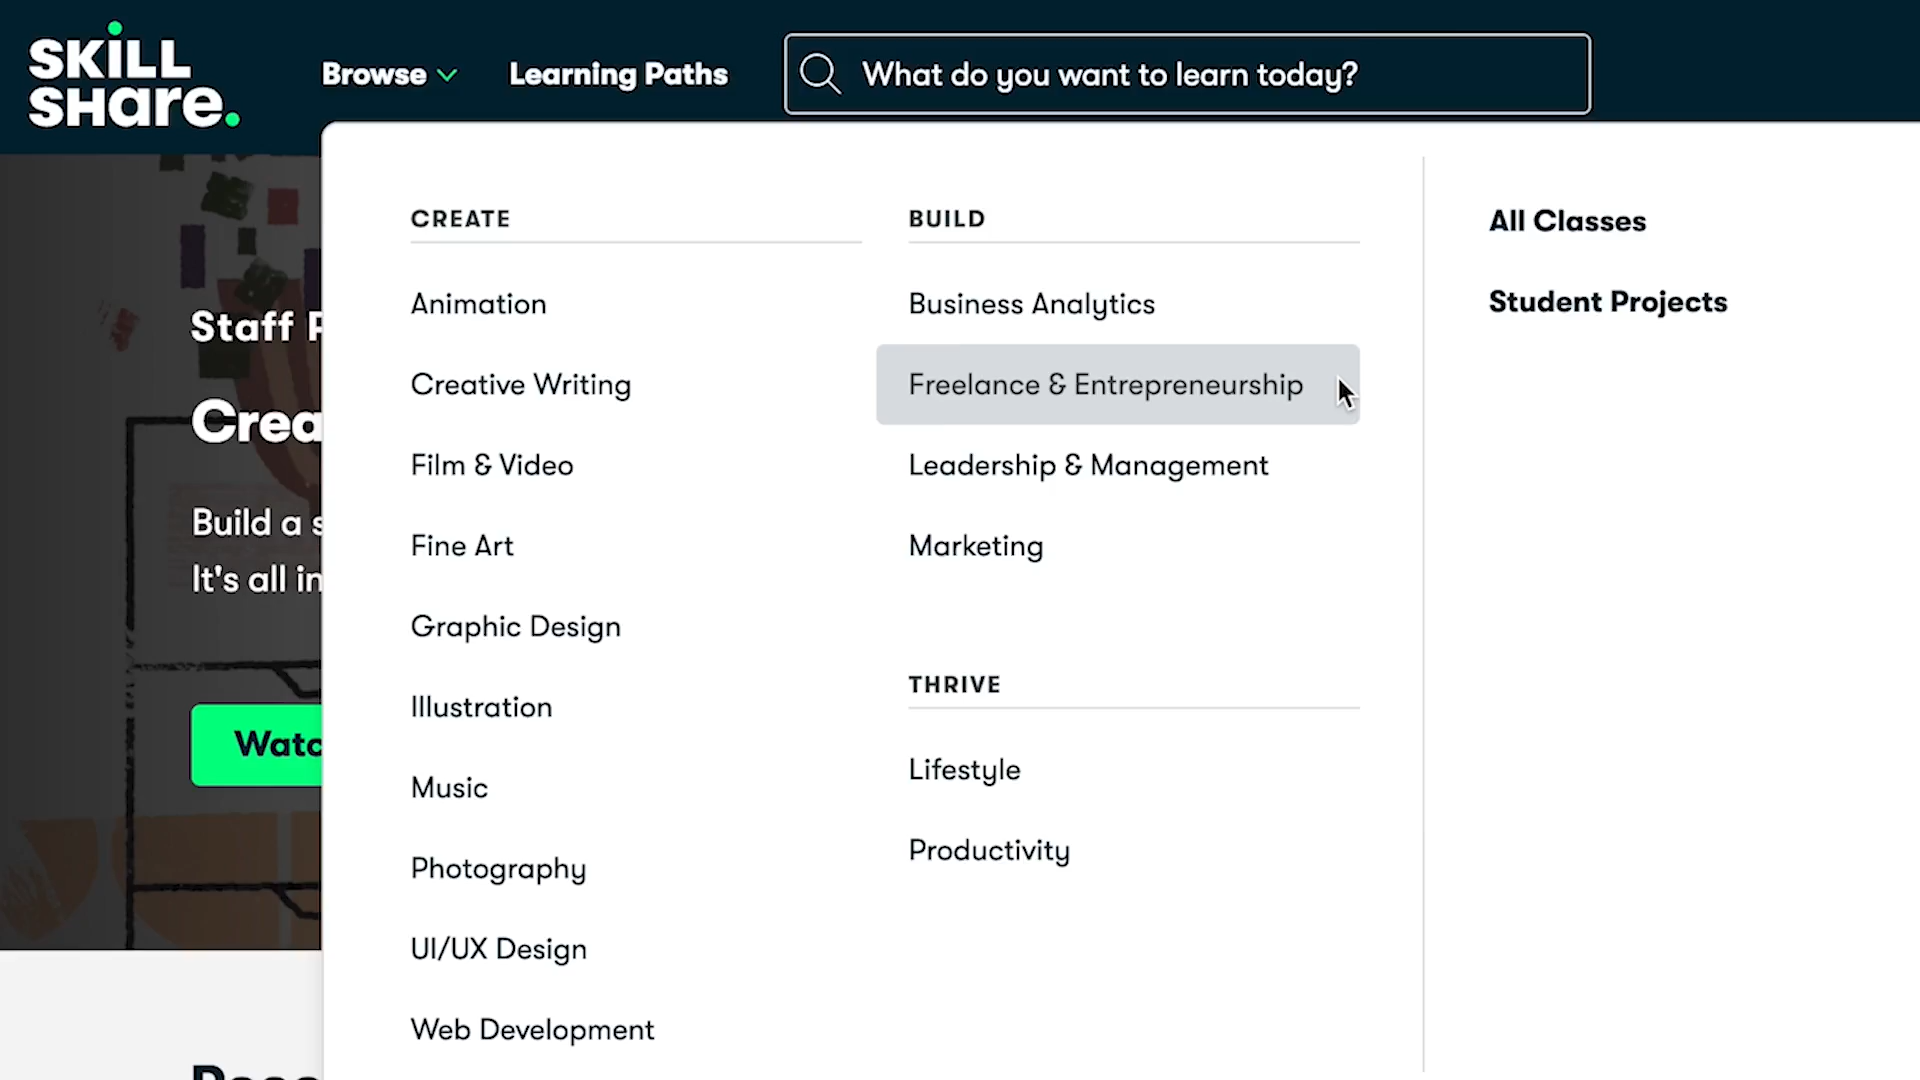 SKILL
SHare.
Browse
Learning Paths
What do you want to learn today?
CREATE
Animation
Creative Writing
Film & Video
Fine Art
Graphic Design
Illustration
Music
Photography
UI/UX Design
Web Development
BUILD
Business Analytics
Freelance & Entrepreneurship
Leadership & Management
Marketing
THRIVE
Lifestyle
Productivity
All Classes
Student Projects
Staff
Build a
It's all in